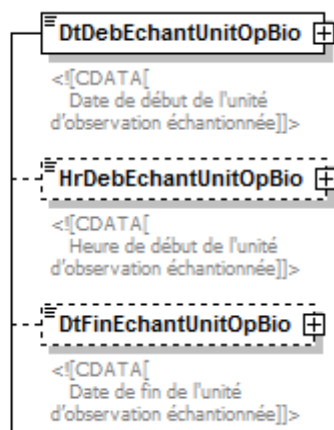 DtDebEchantUnitOpBio
<![CDATA[
Date de début de l'unité
d'observation échantionnée]]>
HrDebEchantUnitOpBio
<![CDATA[
Heure de début de l'unité
d'observation échantionnée]]>
DtFinEchantUnitOpBio
<![CDATA[
Date de fin de l'unité
d'observation échantionnée]]>